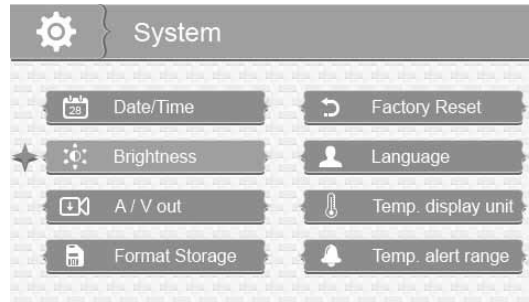 System
28
Date/Time
Factory Reset
Brightness
Language
A / V out
Temp. display unit
Format Storage
Temp. alert range